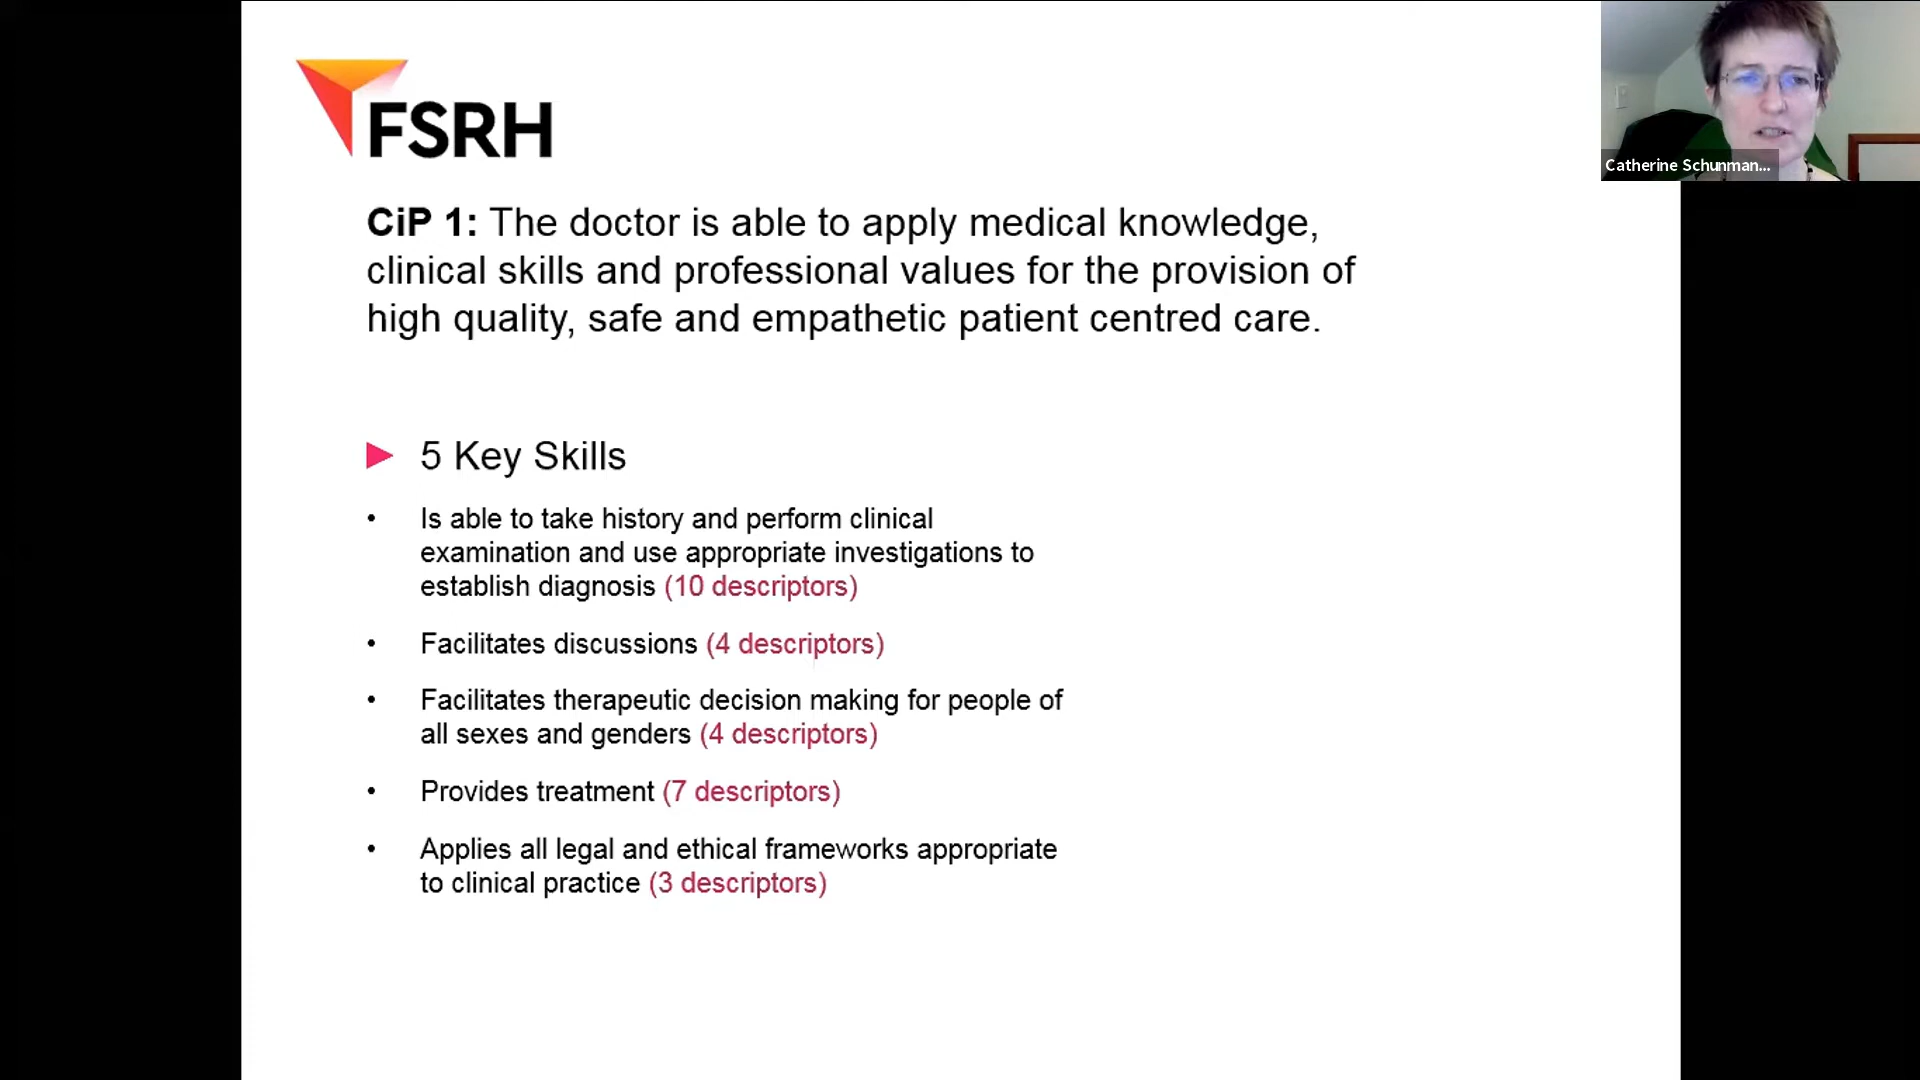 FSRH
Catherine Schunman...
CiP 1: The doctor is able to apply medical knowledge,
clinical skills and professional values for the provision of
high quality, safe and empathetic patient centred care.
5 Key Skills
• Is able to take history and perform clinical
examination and use appropriate investigations to
establish diagnosis (10 descriptors)
• Facilitates discussions (4 descriptors)
• Facilitates therapeutic decision making for people of
all sexes and genders (4 descriptors)
• Provides treatment (7 descriptors)
• Applies all legal and ethical frameworks appropriate
to clinical practice (3 descriptors)